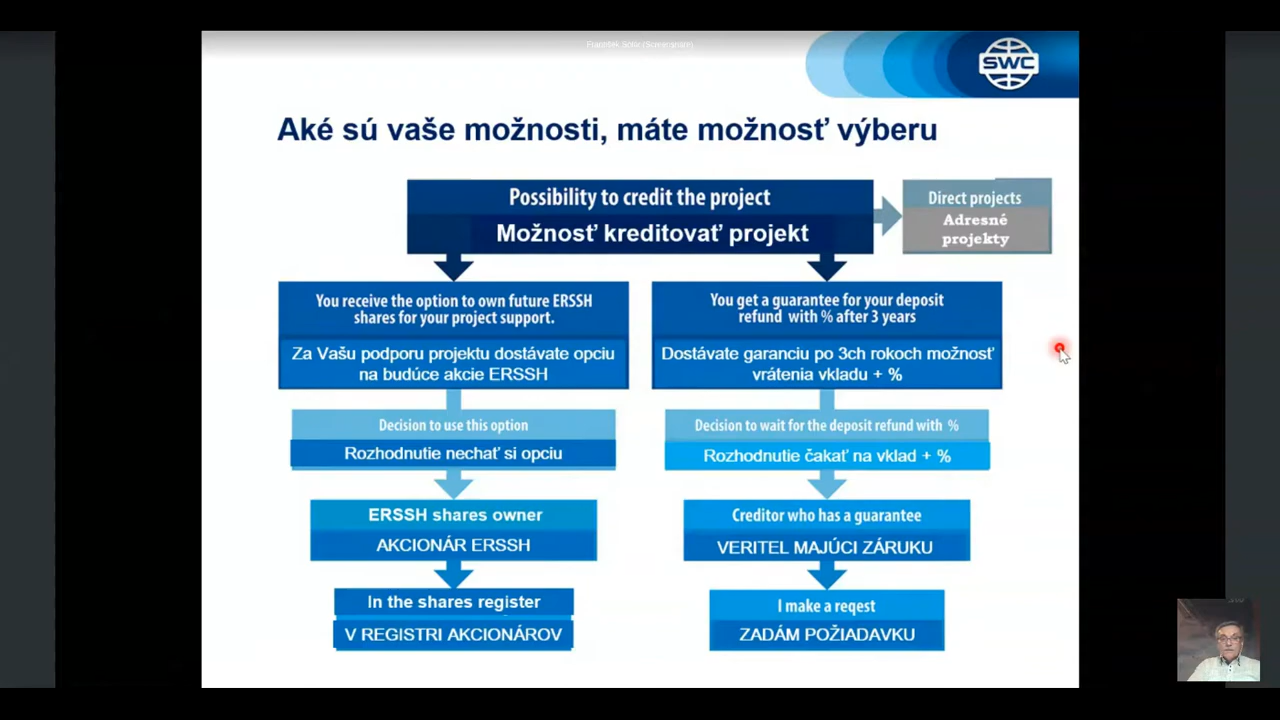 SWC
Aké sú vaše možnosti, máte možnosť výberu
Possibility to credit the project
Možnosť kreditovať projekt
Direct projects
Adresné
projekty
You receive the option to own future ERSSH
shares for your project support.
Za Vašu podporu projektu dostávate opciu
na budúce akcie ERSSH
You get a guarantee for your deposit
refund with % after 3 years
Dostávate garanciu po 3ch rokoch možnosť
vrátenia vkladu + %
Decision to use this option
Rozhodnutie nechať si opciu
Decision to wait for the deposit refund with %
Rozhodnutie čakať na vklad + %
ERSSH shares owner
AKCIONÁR ERSSH
Creditor who has a guarantee
VERITEL MAJÚCI ZÁRUKU
In the shares register
V REGISTRI AKCIONÁROV
I make a reqest
ZADÁM POŽIADAVKU